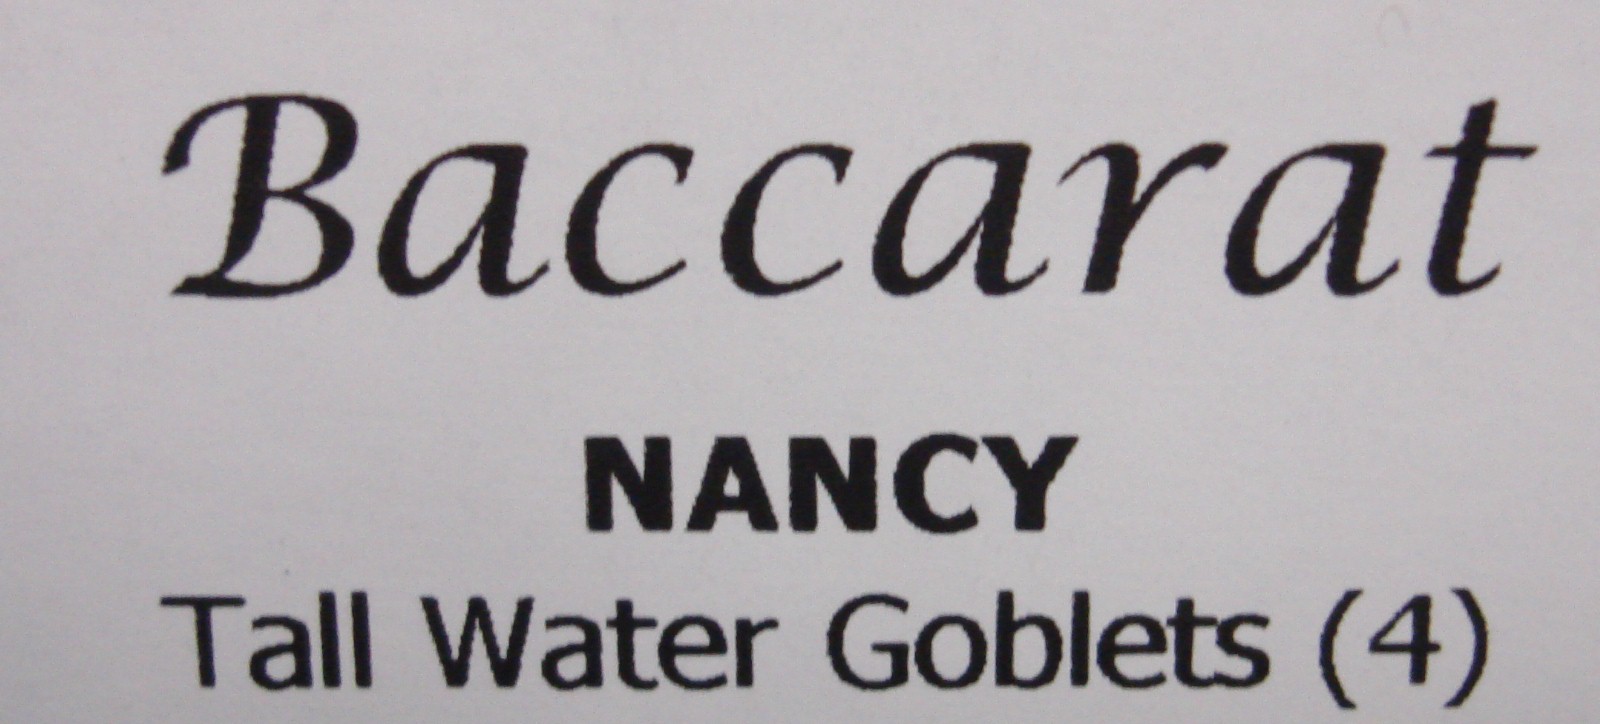 Baccarat
NANCY
Tall Water Goblets (4)